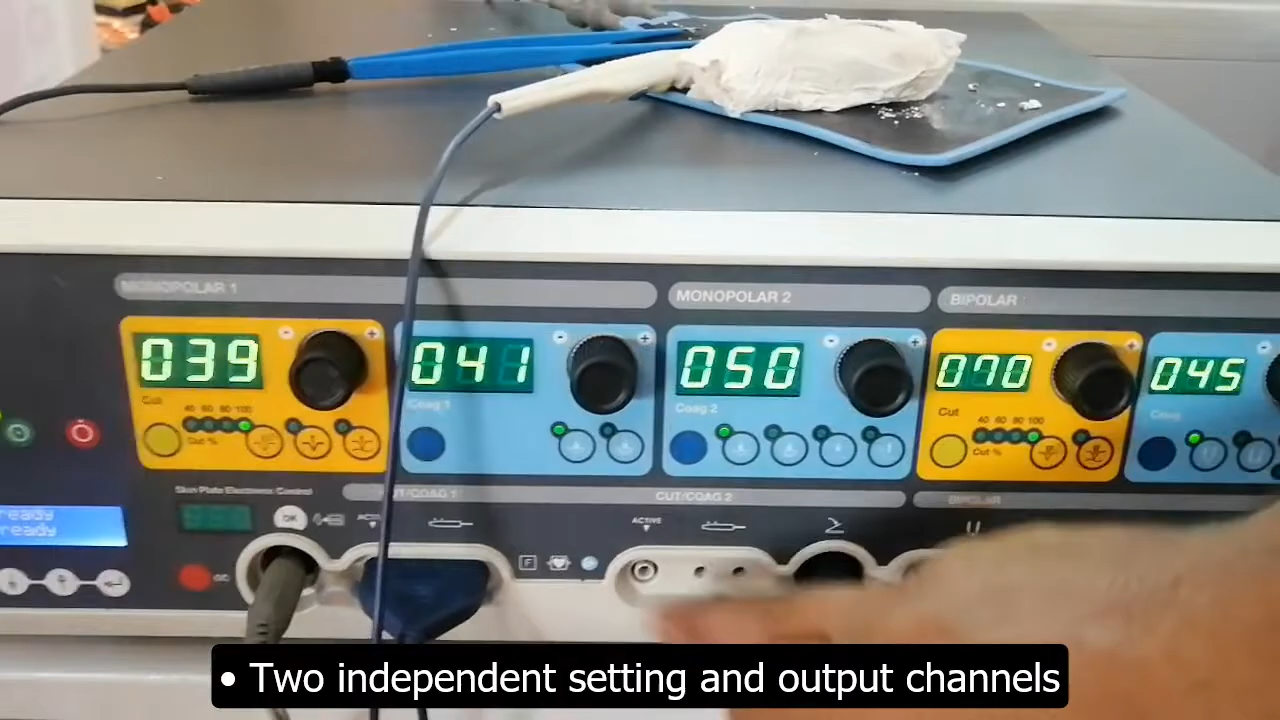 MONOPOLAR 1
MONOPOLAR 2
BIPOLAR
- +
- +
- +
- +
039
041
050
070
045
Cut
Coag 1
Coag 2
Cut
Coag
40 60 80 100
Cut %
40 60 80 100
Cut %
Skin Plate Electronic Control
CUT/COAG 1
CUT/COAG 2
BIPOLAR
ready
ready
OK
ACTIVE
F
• Two independent setting and output channels